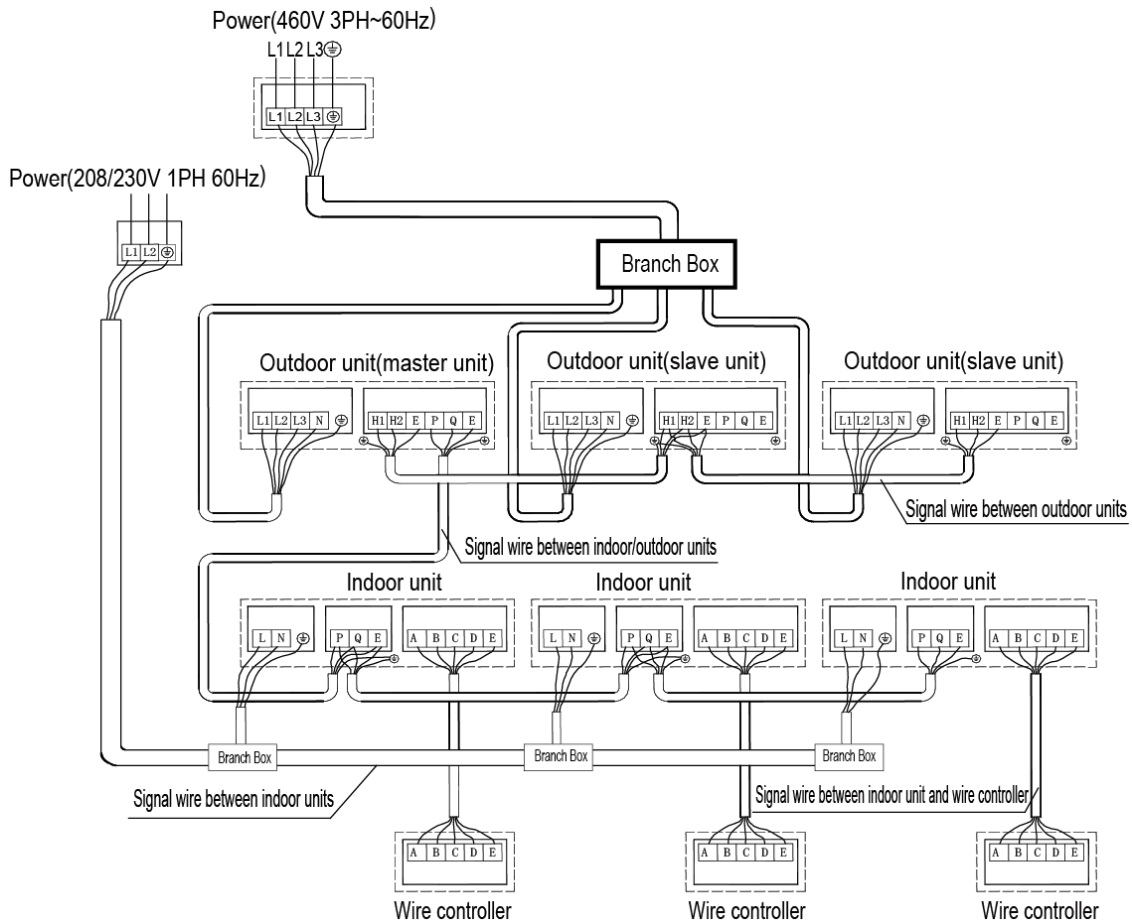 Power(460V 3PH~60Hz)
L1 L2 L3
L1 L2 L3
Power(208/230V 1PH 60Hz)
L1 L2
Branch Box
Outdoor unit(master unit)
Outdoor unit(slave unit)
Outdoor unit(slave unit)
L1 L2 L3 N
H1 H2 E P Q E
L1 L2 L3 N
H1 H2 E P Q E
L1 L2 L3 N
H1 H2 E P Q E
Signal wire between outdoor units
Signal wire between indoor/outdoor units
Indoor unit
Indoor unit
Indoor unit
L N
P Q E
A B C D E
L N
P Q E
A B C D E
L N
P Q E
A B C D E
Branch Box
Branch Box
Branch Box
Signal wire between indoor units
Signal wire between indoor unit and wire controller
A B C D E
A B C D E
A B C D E
Wire controller
Wire controller
Wire controller